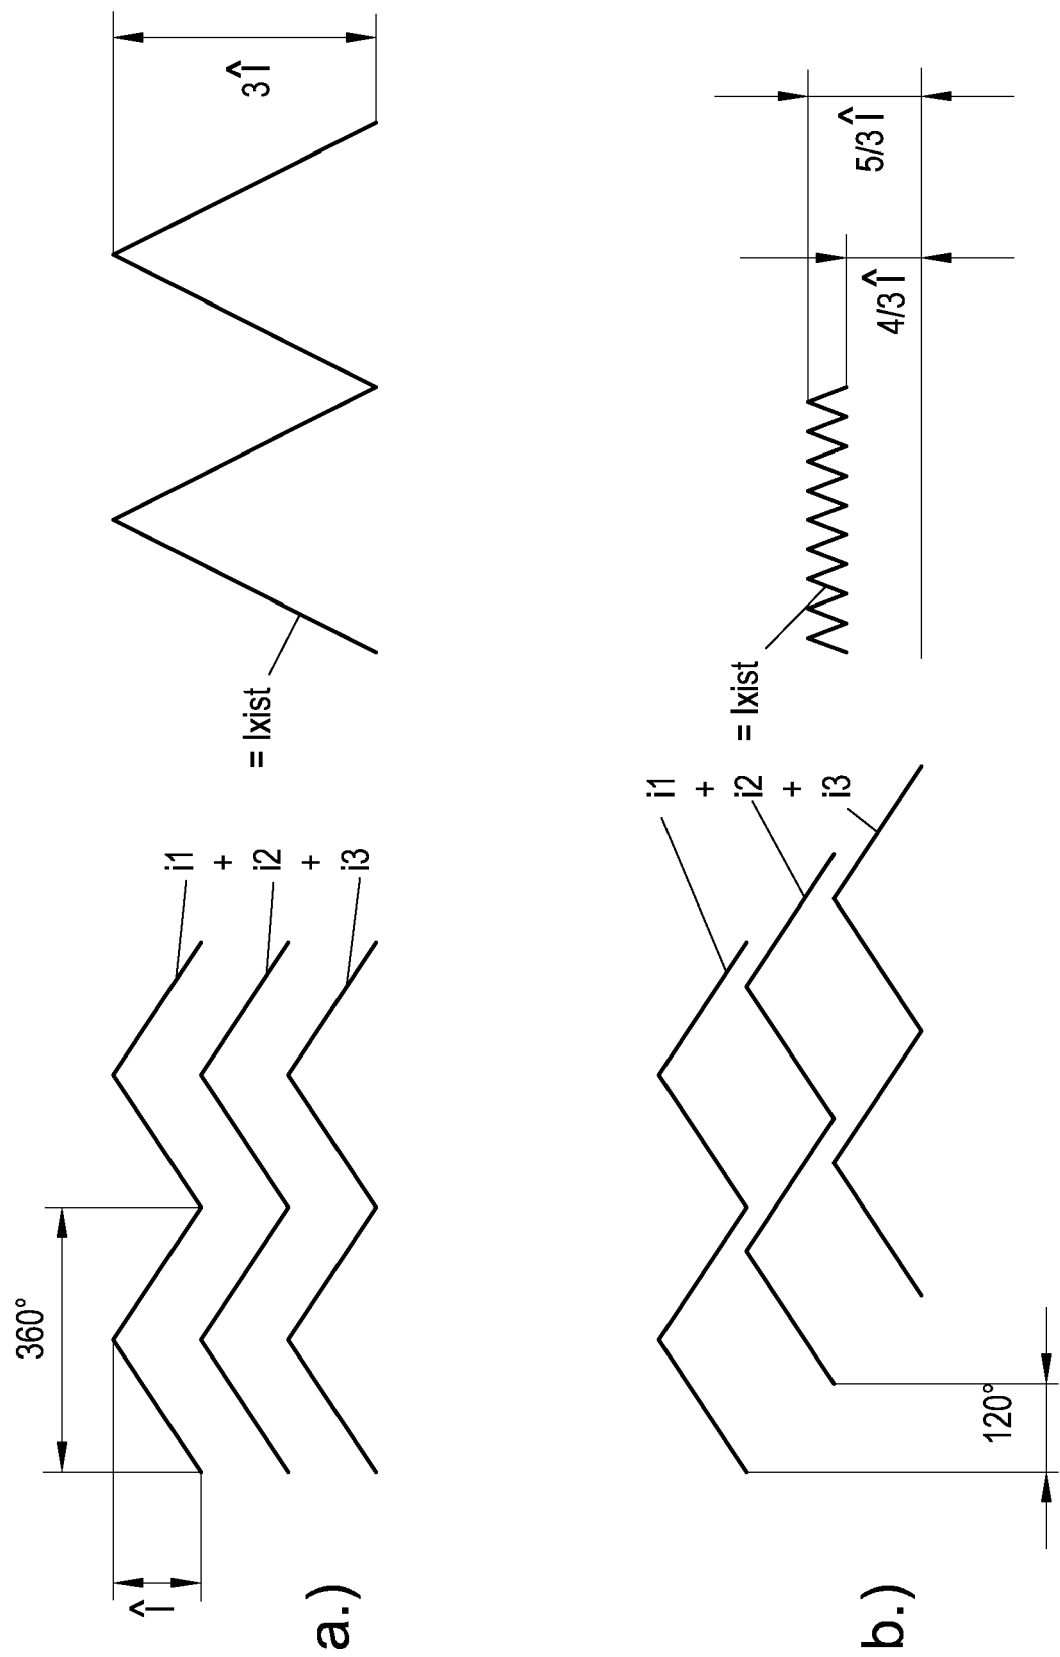 a.)
Î
360°
i1
+
i2
+
i3
= Ixist
3Î
b.)
120°
i1
+
i2
+
i3
= Ixist
4/3Î
5/3Î